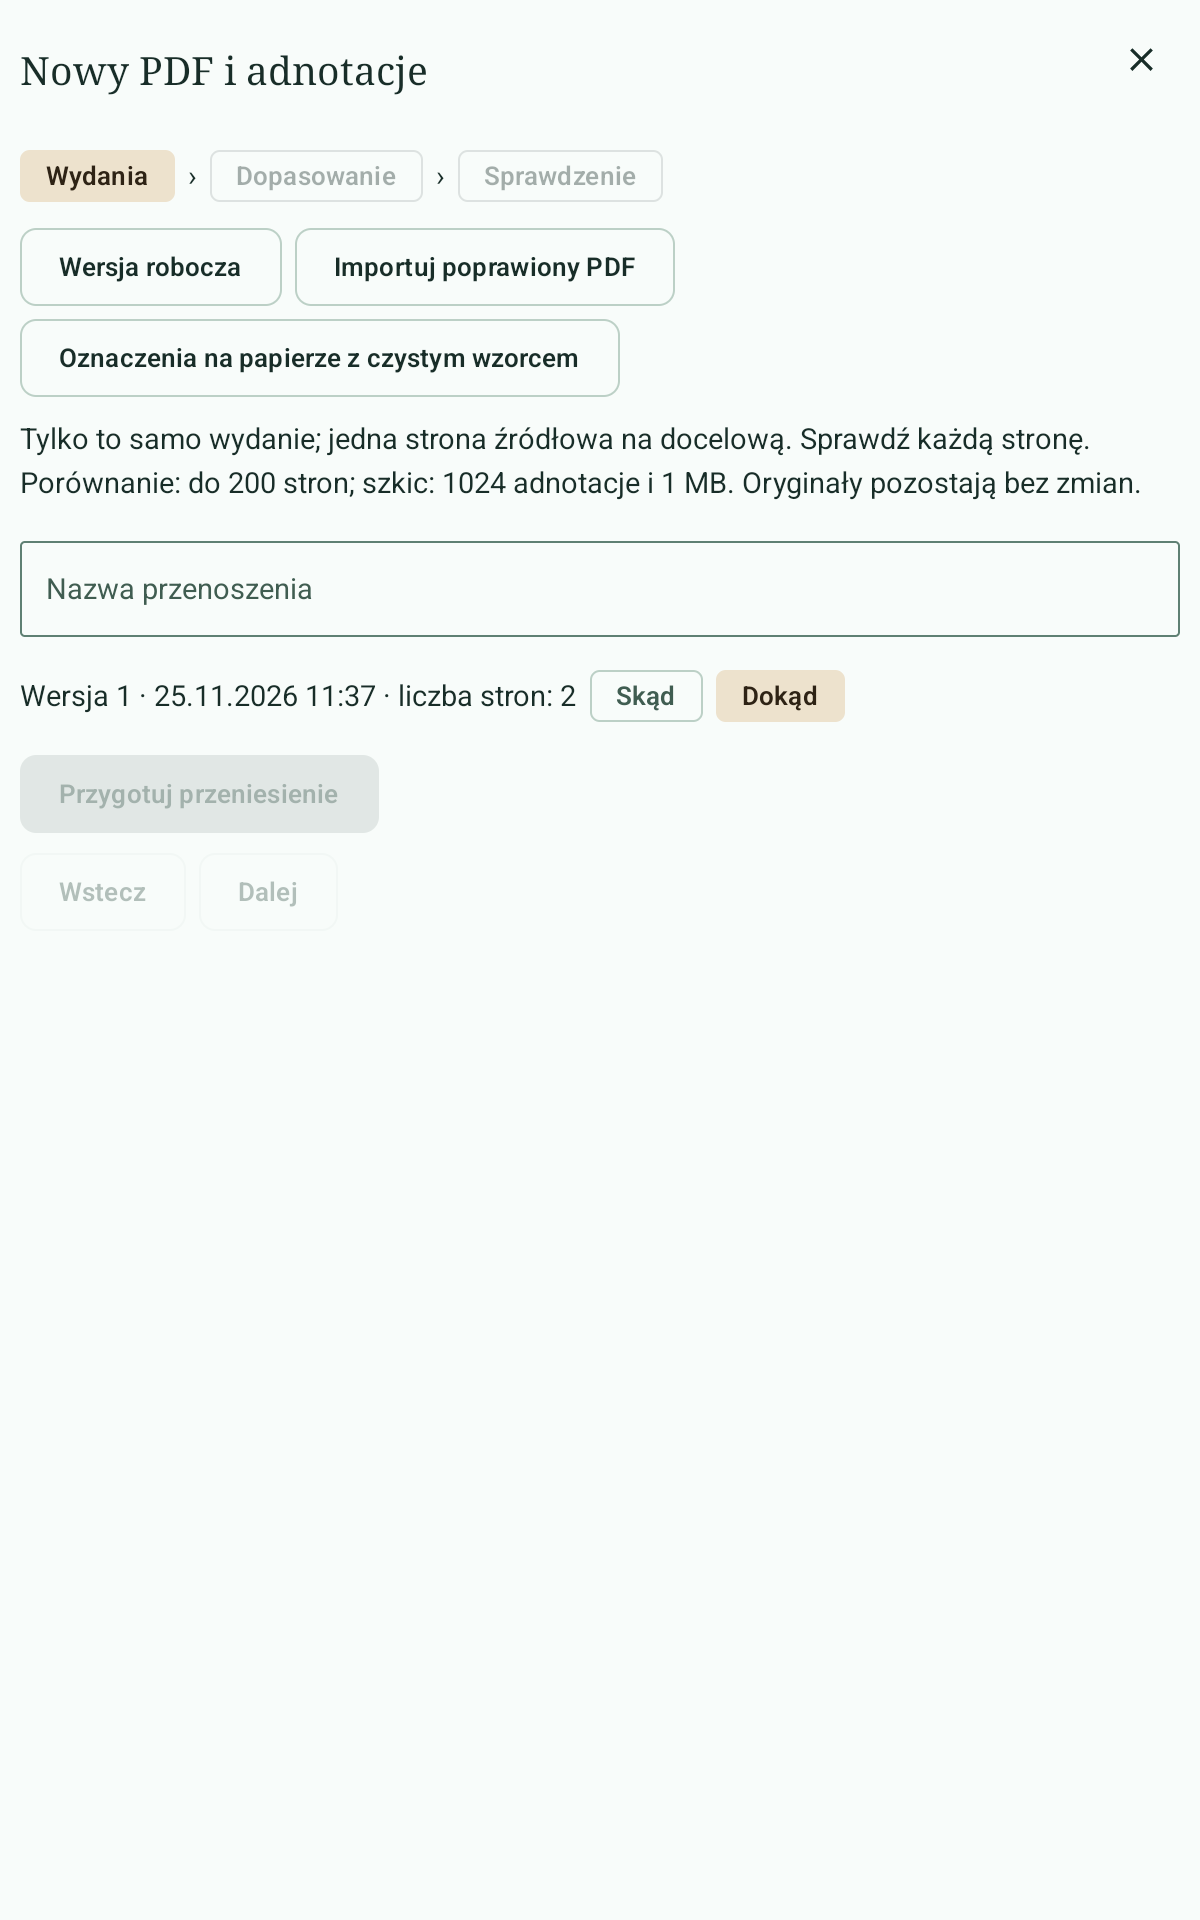 Nowy PDF i adnotacje
Wydania › Dopasowanie › Sprawdzenie
Wersja robocza Importuj poprawiony PDF
Oznaczenia na papierze z czystym wzorcem
Tylko to samo wydanie; jedna strona źródłowa na docelową. Sprawdź każdą stronę.
Porównanie: do 200 stron; szkic: 1024 adnotacje i 1 MB. Oryginały pozostają bez zmian.
Nazwa przenoszenia
Wersja 1 · 25.11.2026 11:37 · liczba stron: 2 Skąd Dokąd
Przygotuj przeniesienie
Wstecz Dalej